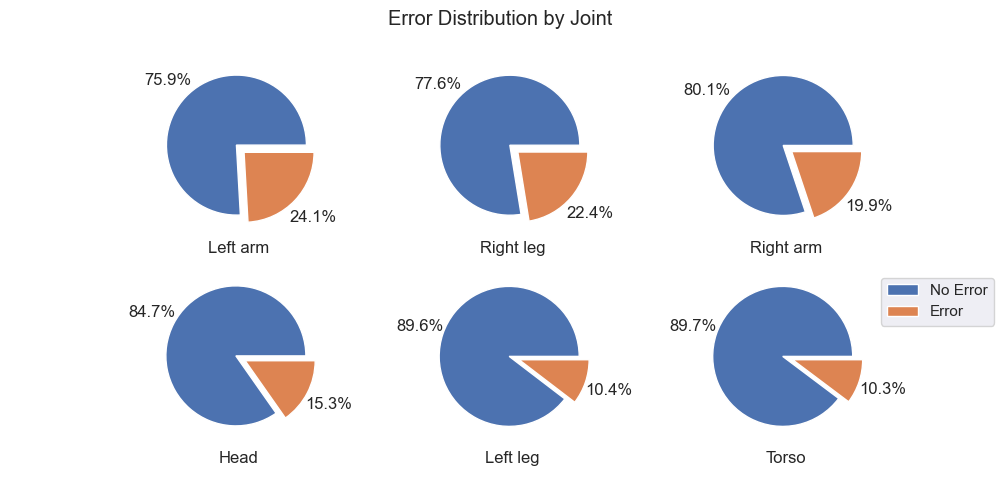 Error Distribution by Joint
75.9%
24.1%
Left arm
77.6%
22.4%
Right leg
80.1%
19.9%
Right arm
84.7%
15.3%
Head
89.6%
10.4%
Left leg
89.7%
10.3%
Torso
No Error
Error